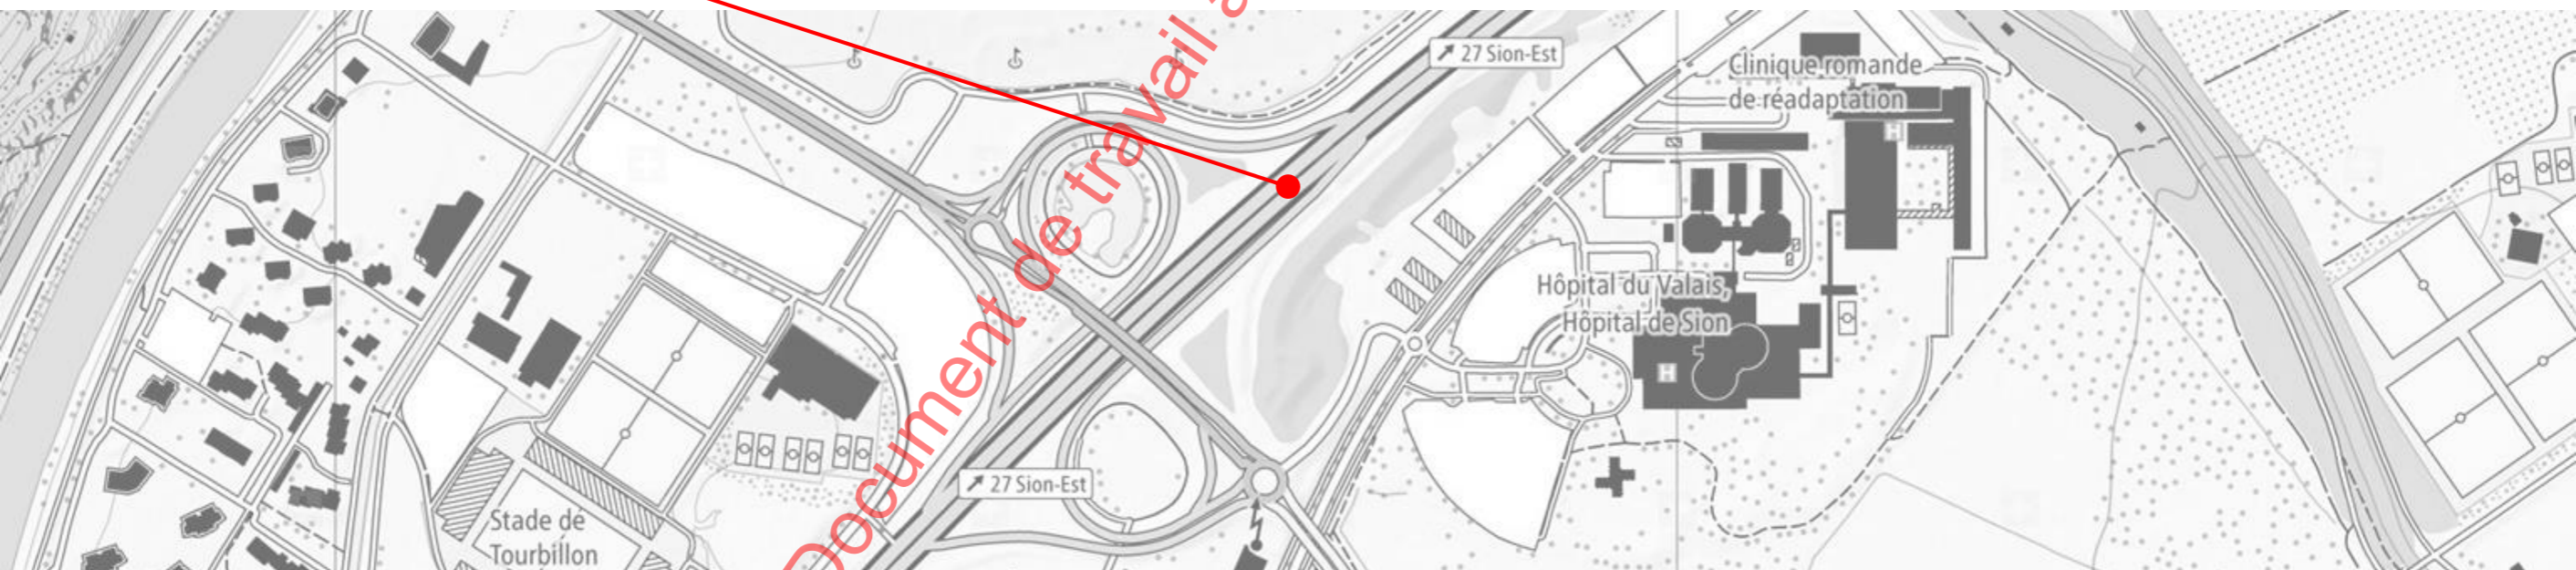 27 Sion-Est
Clinique romande
de réadaptation
H
Hôpital du Valais,
Hôpital de Sion
H
27 Sion-Est
Stade de
Tourbillon
Document de travail